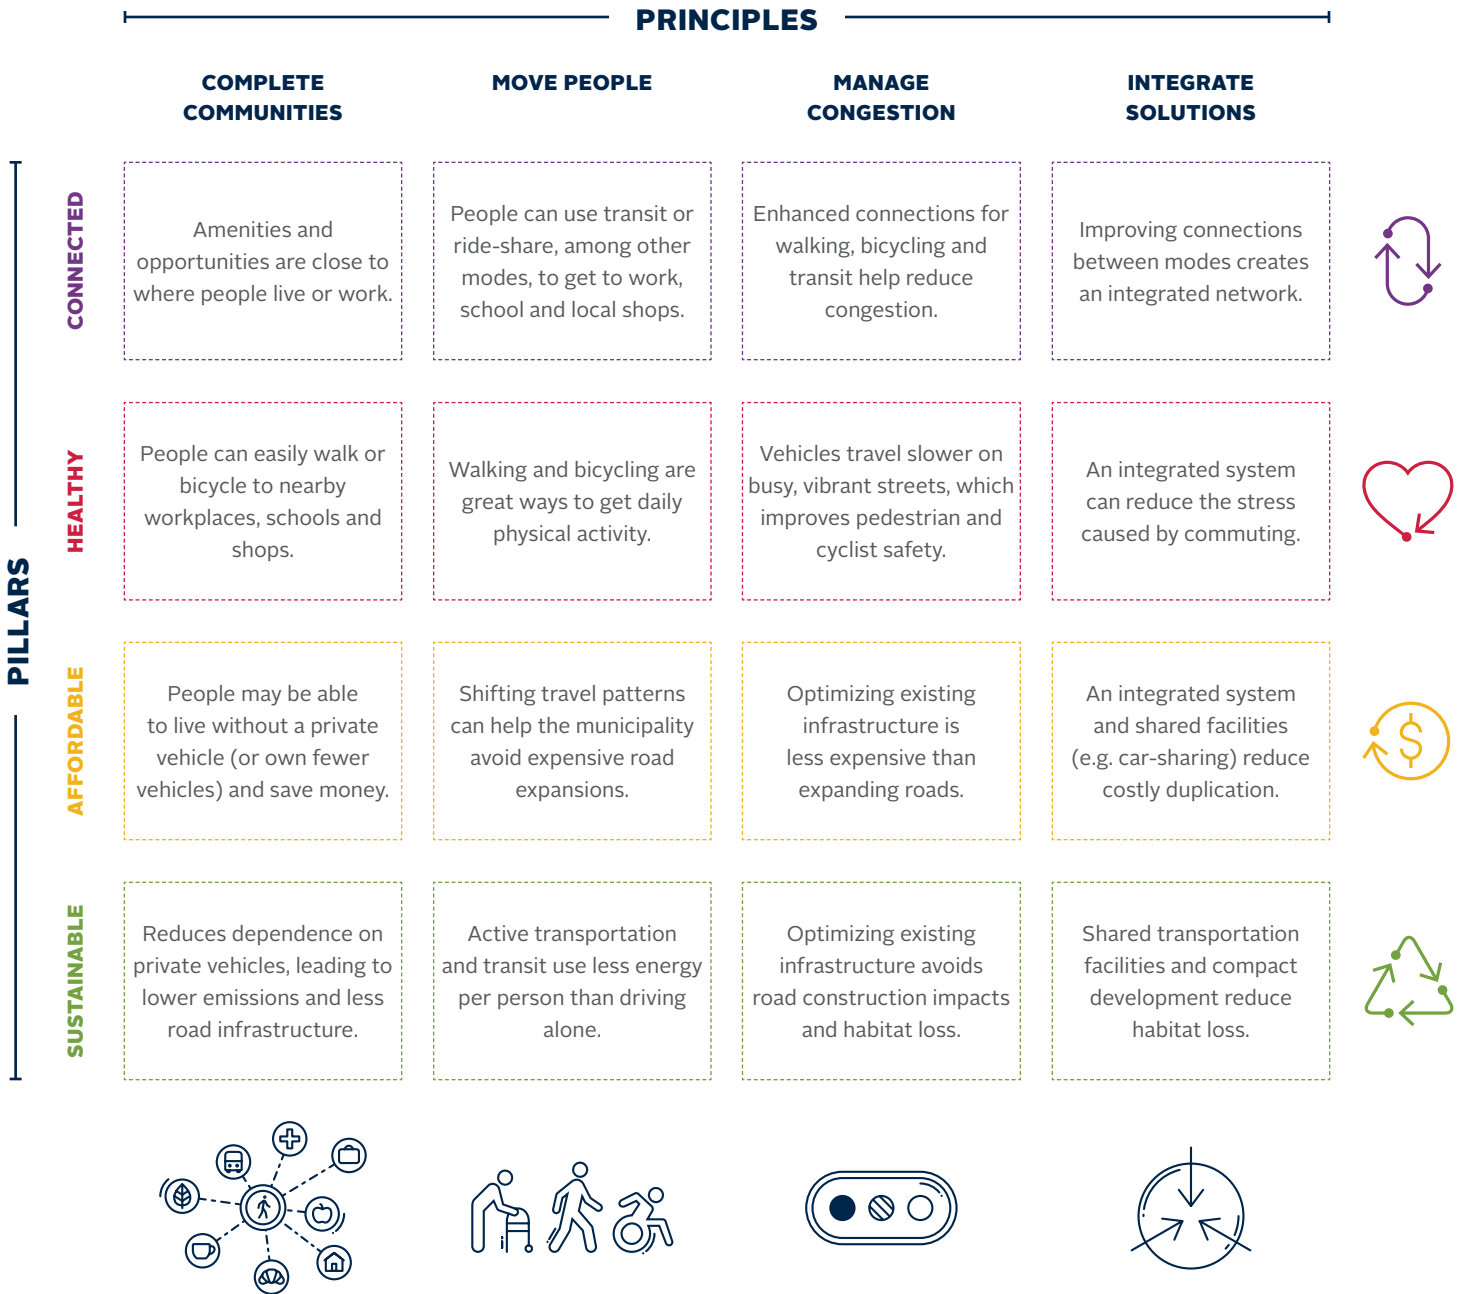 PRINCIPLES
COMPLETE
COMMUNITIES
MOVE PEOPLE
MANAGE
CONGESTION
INTEGRATE
SOLUTIONS
PILLARS
CONNECTED
Amenities and
opportunities are close to
where people live or work.
People can use transit or
ride-share, among other
modes, to get to work,
school and local shops.
Enhanced connections for
walking, bicycling and
transit help reduce
congestion.
Improving connections
between modes creates
an integrated network.
HEALTHY
People can easily walk or
bicycle to nearby
workplaces, schools and
shops.
Walking and bicycling are
great ways to get daily
physical activity.
Vehicles travel slower on
busy, vibrant streets, which
improves pedestrian and
cyclist safety.
An integrated system
can reduce the stress
caused by commuting.
AFFORDABLE
People may be able
to live without a private
vehicle (or own fewer
vehicles) and save money.
Shifting travel patterns
can help the municipality
avoid expensive road
expansions.
Optimizing existing
infrastructure is
less expensive than
expanding roads.
An integrated system
and shared facilities
(e.g. car-sharing) reduce
costly duplication.
$
SUSTAINABLE
Reduces dependence on
private vehicles, leading to
lower emissions and less
road infrastructure.
Active transportation
and transit use less energy
per person than driving
alone.
Optimizing existing
infrastructure avoids
road construction impacts
and habitat loss.
Shared transportation
facilities and compact
development reduce
habitat loss.